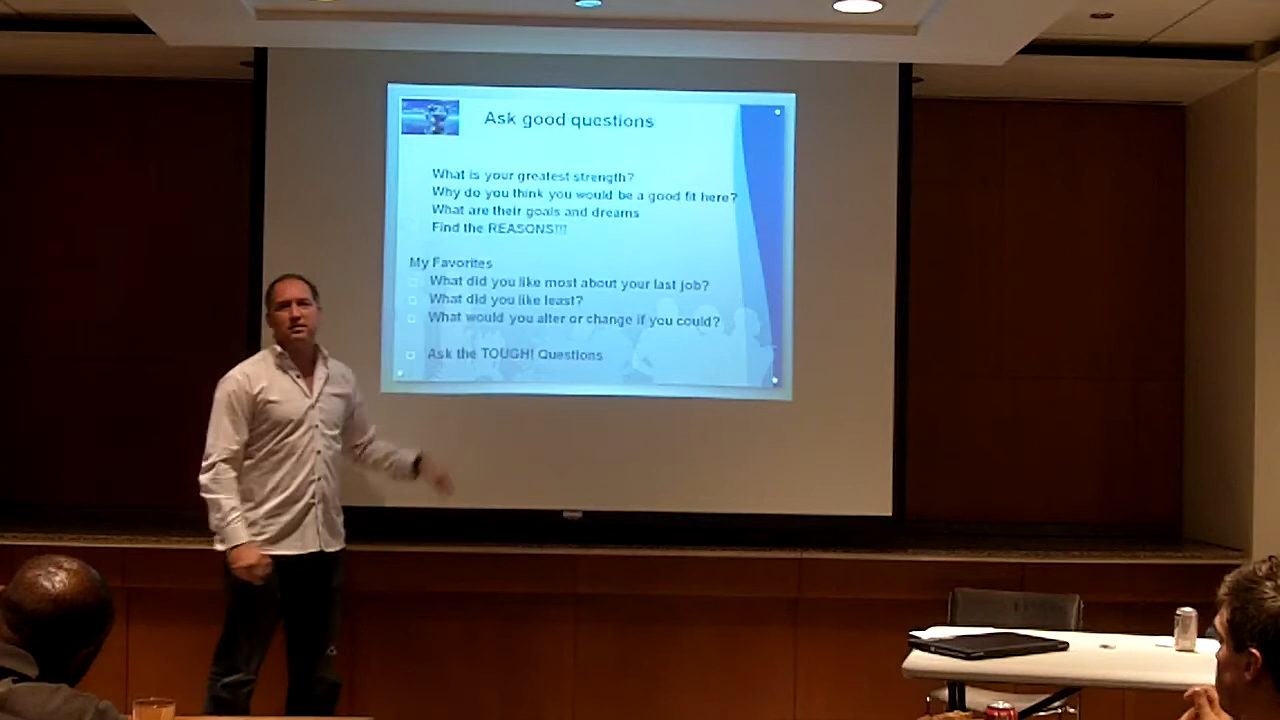 Ask good questions
What is your greatest strength?
Why do you think you would be a good fit here?
What are their goals and dreams
Find the REASONS!!!
My Favorites
What did you like most about your last job?
What did you like least?
What would you alter or change if you could?
Ask the TOUGH! Questions